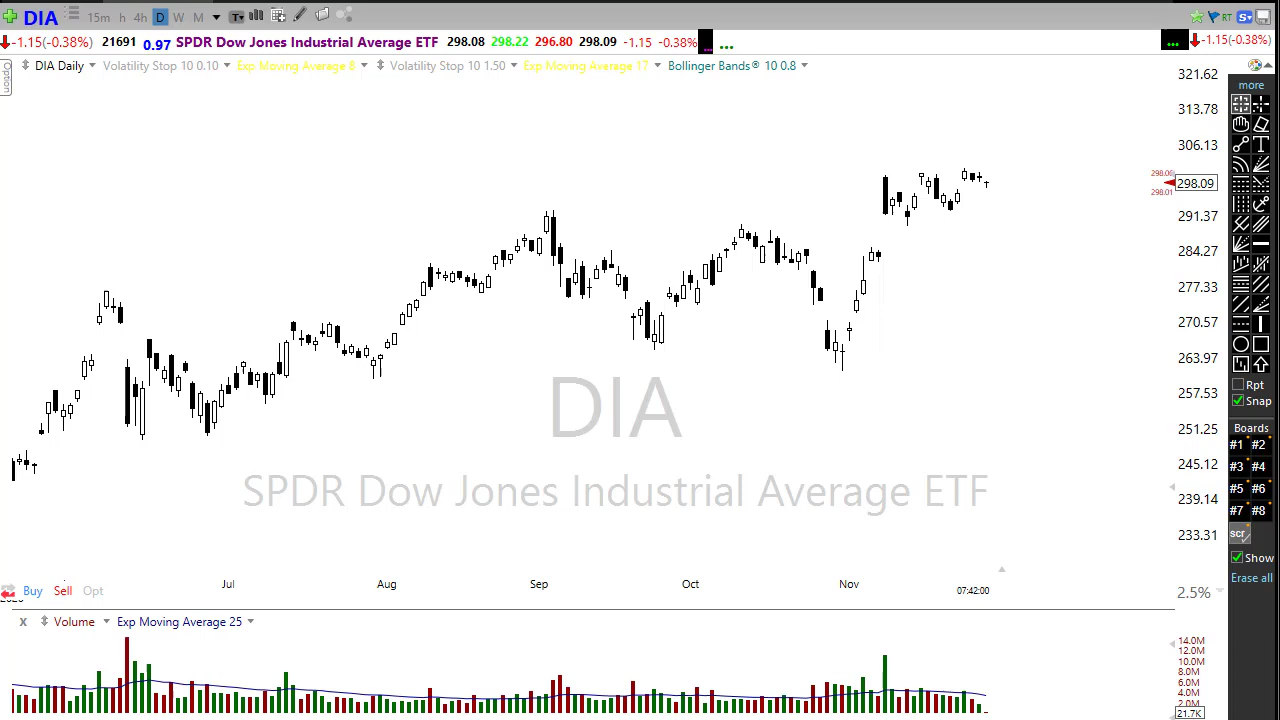 DIA 15m h 4h D W M T RT S
-1.15(-0.38%) 21691 0.97 SPDR Dow Jones Industrial Average ETF 298.08 298.22 296.80 298.09 -1.15 -0.38% ... ... ... -1.15(-0.38%)
Option
DIA Daily Volatility Stop 10 0.10 Exp Moving Average 8 Volatility Stop 10 1.50 Exp Moving Average 17 Bollinger Bands® 10 0.8
321.62
more
313.78
306.13
298.09
298.01
291.37
284.27
277.33
270.57
263.97
257.53
251.25
245.12
239.14
233.31
DIA
SPDR Dow Jones Industrial Average ETF
Rpt
Snap
Boards
#1 #2
#3 #4
#5 #6
#7 #8
scr
Show
Erase all
Buy Sell Opt
Jul Aug Sep Oct Nov
07:42:00
2.5%
X Volume Exp Moving Average 25
14.0M
12.0M
10.0M
8.0M
6.0M
4.0M
2.0M
21.7K